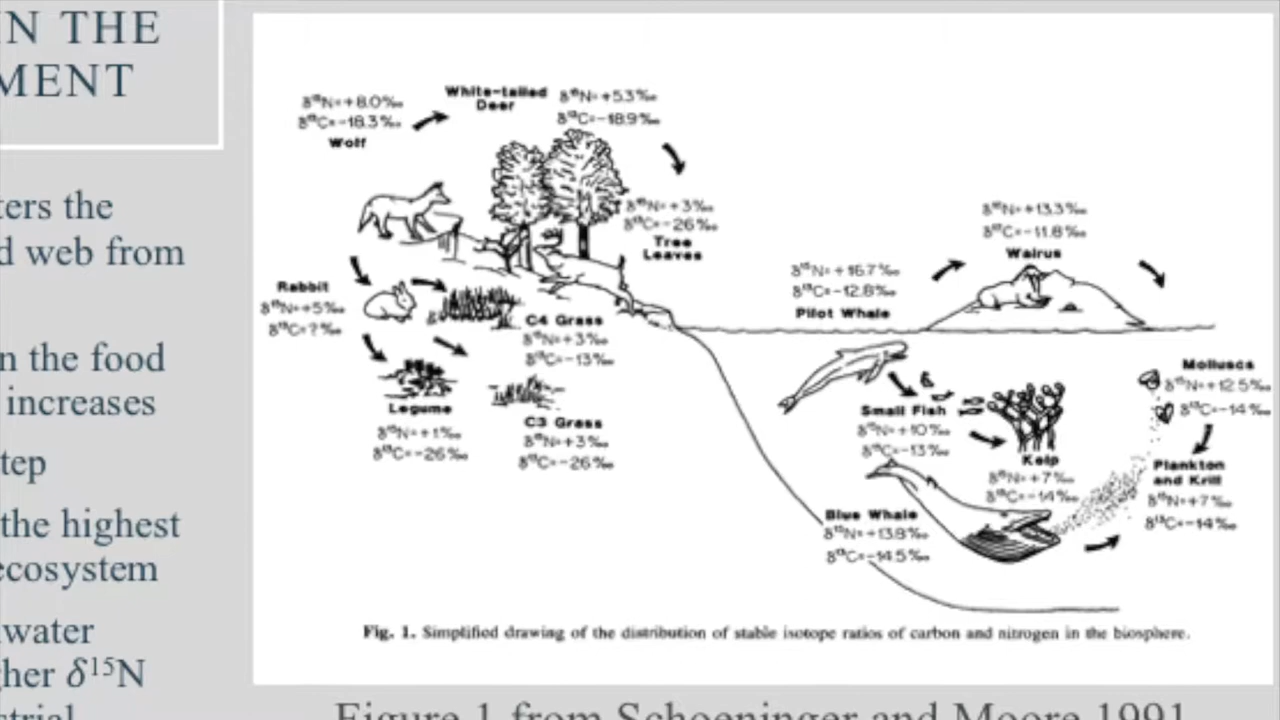 IN THE
MENT
ters the
d web from
n the food
increases
tep
the highest
ecosystem
water
gher δ¹⁵N
strial
δ¹⁵N=+8.0‰
δ¹³C=-18.3‰
Wolf
White-tailed
Deer
δ¹⁵N=+5.3‰
δ¹³C=-18.9‰
δ¹⁵N=+3‰
δ¹³C=-26‰
Tree
Leaves
Rabbit
δ¹⁵N=+5‰
δ¹³C=?‰
C4 Grass
δ¹⁵N=+3‰
δ¹³C=-13‰
Legume
δ¹⁵N=+1‰
δ¹³C=-26‰
C3 Grass
δ¹⁵N=+3‰
δ¹³C=-26‰
δ¹⁵N=+16.7‰
δ¹³C=-12.8‰
Pilot Whale
δ¹⁵N=+13.3‰
δ¹³C=-11.8‰
Walrus
Small Fish
δ¹⁵N=+10‰
δ¹³C=-13‰
Kelp
δ¹⁵N=+7‰
δ¹³C=-14‰
Molluscs
δ¹⁵N=+12.5‰
δ¹³C=-14‰
Plankton
and Krill
δ¹⁵N=+7‰
δ¹³C=-14‰
Blue Whale
δ¹⁵N=+13.8‰
δ¹³C=-14.5‰
Fig. 1. Simplified drawing of the distribution of stable isotope ratios of carbon and nitrogen in the biosphere.
Figure 1 from Schoeninger and Moore 1991